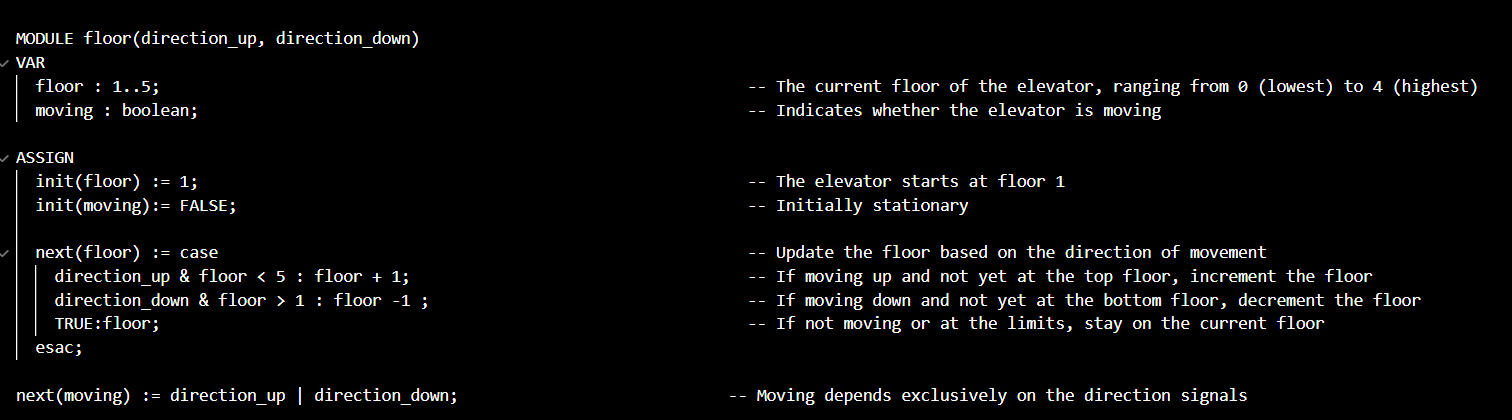 MODULE floor(direction_up, direction_down)
VAR
floor : 1..5; -- The current floor of the elevator, ranging from 0 (lowest) to 4 (highest)
moving : boolean; -- Indicates whether the elevator is moving
ASSIGN
init(floor) := 1; -- The elevator starts at floor 1
init(moving):= FALSE; -- Initially stationary
next(floor) := case -- Update the floor based on the direction of movement
direction_up & floor < 5 : floor + 1; -- If moving up and not yet at the top floor, increment the floor
direction_down & floor > 1 : floor -1 ; -- If moving down and not yet at the bottom floor, decrement the floor
TRUE:floor; -- If not moving or at the limits, stay on the current floor
esac;
next(moving) := direction_up | direction_down; -- Moving depends exclusively on the direction signals